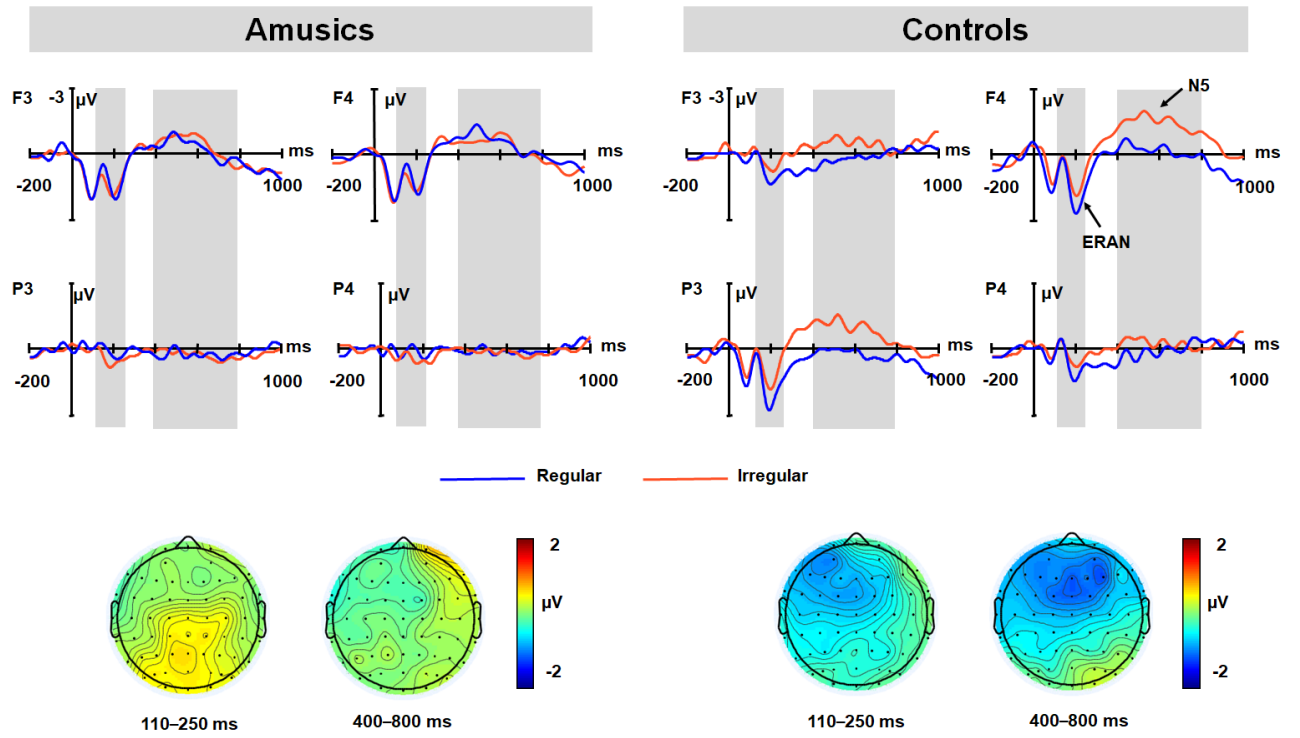 Amusics
Controls
F3 -3 µV
ms
-200
1000
F4
µV
ms
-200
1000
F3 -3 µV
ms
-200
1000
F4
µV
N5
ms
-200
1000
ERAN
P3
µV
ms
-200
1000
P4
µV
ms
-200
1000
P3
µV
ms
-200
1000
P4
µV
ms
-200
1000
Regular
Irregular
2
µV
-2
110–250 ms
400–800 ms
2
µV
-2
110–250 ms
400–800 ms